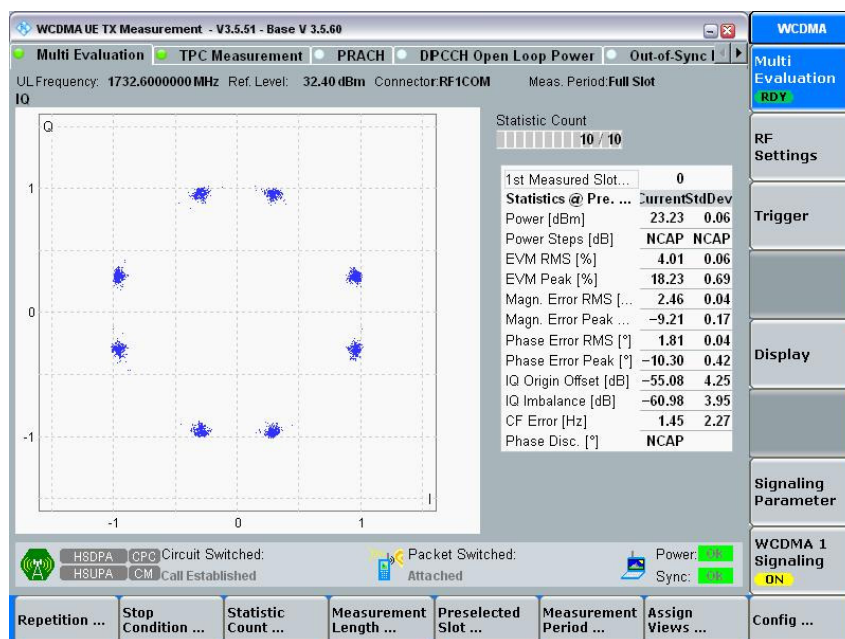 WCDMA UE TX Measurement - V3.5.51 - Base V 3.5.60
WCDMA
Multi Evaluation TPC Measurement PRACH DPCCH Open Loop Power Out-of-Sync
UL Frequency: 1732.6000000 MHz Ref. Level: 32.40 dBm Connector:RF1COM Meas. Period:Full Slot
IQ
Multi Evaluation
RDY
RF Settings
Trigger
Display
Signaling Parameter
WCDMA 1 Signaling
ON
Q
1
0
-1
-1 0 1
I
Statistic Count
10 / 10
1st Measured Slot... 0
Statistics @ Pre. ... Current StdDev
Power [dBm] 23.23 0.06
Power Steps [dB] NCAP NCAP
EVM RMS [%] 4.01 0.06
EVM Peak [%] 18.23 0.69
Magn. Error RMS [... 2.46 0.04
Magn. Error Peak ... −9.21 0.17
Phase Error RMS [°] 1.81 0.04
Phase Error Peak [°] −10.30 0.42
IQ Origin Offset [dB] −55.08 4.25
IQ Imbalance [dB] −60.98 3.95
CF Error [Hz] 1.45 2.27
Phase Disc. [°] NCAP
HSDPA CPC Circuit Switched: Packet Switched: Power: OK
HSUPA CM Call Established Attached Sync: OK
Repetition ... Stop Condition ... Statistic Count ... Measurement Length ... Preselected Slot ... Measurement Period ... Assign Views ... Config ...